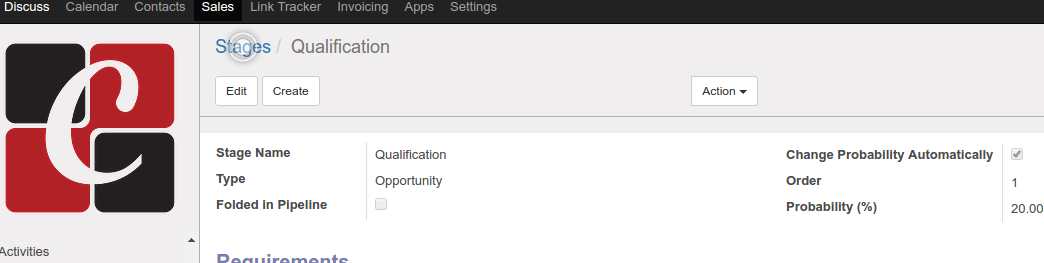 Discuss Calendar Contacts Sales Link Tracker Invoicing Apps Settings
Stages / Qualification
Edit Create Action
Stage Name Qualification Change Probability Automatically
Type Opportunity Order 1
Folded in Pipeline Probability (%) 20.00
C
Activities
Requirements